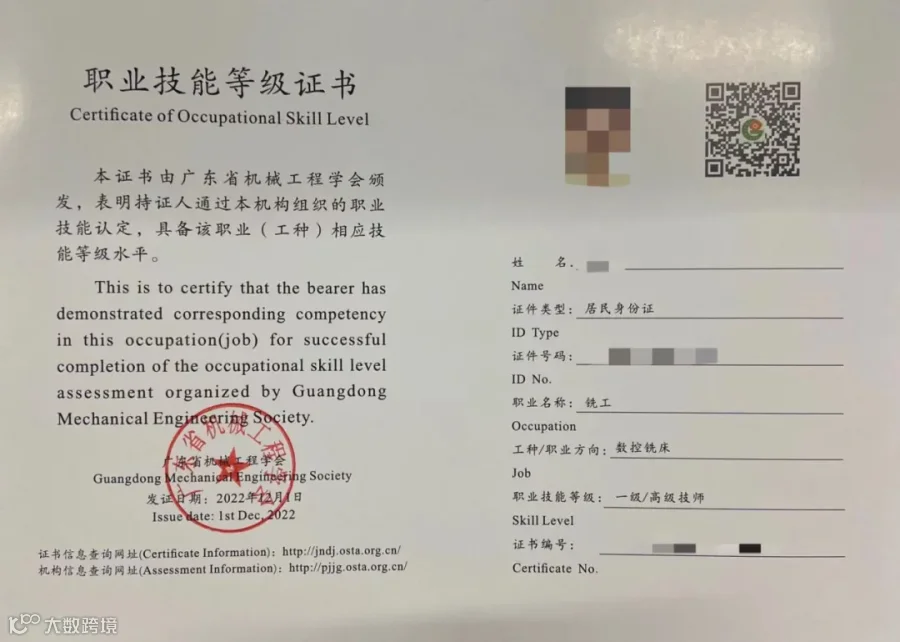 职业技能等级证书
Certificate of Occupational Skill Level
本证书由广东省机械工程学会颁
发，表明持证人通过本机构组织的职业
技能认定，具备该职业（工种）相应技
能等级水平。
This is to certify that the bearer has
demonstrated corresponding competency
in this occupation(job) for successful
completion of the occupational skill level
assessment organized by Guangdong
Mechanical Engineering Society.
广东省机械工程学会
广东省机械工程学会
Guangdong Mechanical Engineering Society
发证日期：2022年12月1日
Issue date: 1st Dec, 2022
证书信息查询网址(Certificate Information)：http://jndj.osta.org.cn/
机构信息查询网址(Assessment Information)：http://pjjg.osta.org.cn/
姓 名：
Name
证件类型：居民身份证
ID Type
证件号码：
ID No.
职业名称：铣工
Occupation
工种/职业方向：数控铣床
Job
职业技能等级：一级/高级技师
Skill Level
证书编号：
Certificate No.
大数跨境